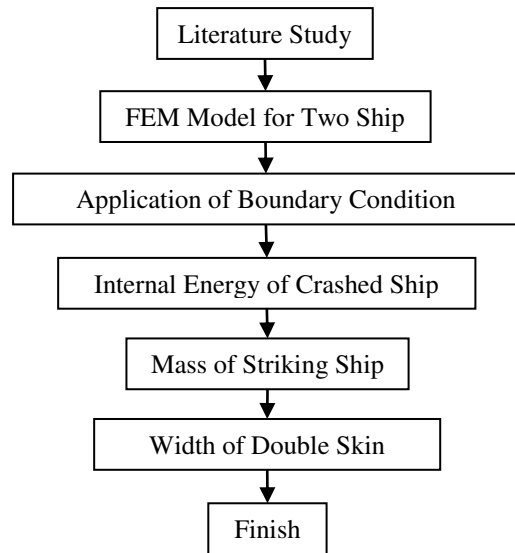 Literature Study
FEM Model for Two Ship
Application of Boundary Condition
Internal Energy of Crashed Ship
Mass of Striking Ship
Width of Double Skin
Finish